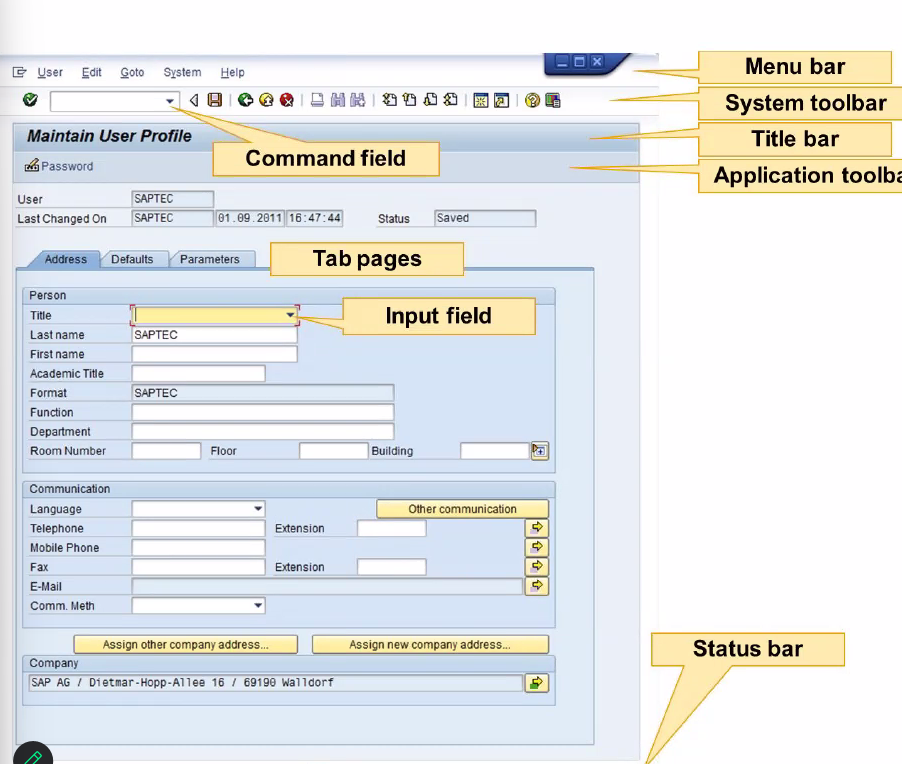 User Edit Goto System Help
Menu bar
System toolbar
Maintain User Profile
Title bar
Command field
Password
Application toolba
User SAPTEC
Last Changed On SAPTEC 01.09.2011 16:47:44 Status Saved
Address Defaults Parameters
Tab pages
Person
Title
Input field
Last name SAPTEC
First name
Academic Title
Format SAPTEC
Function
Department
Room Number Floor Building
Communication
Language Other communication
Telephone Extension
Mobile Phone
Fax Extension
E-Mail
Comm. Meth
Assign other company address... Assign new company address...
Status bar
Company
SAP AG / Dietmar-Hopp-Allee 16 / 69190 Walldorf